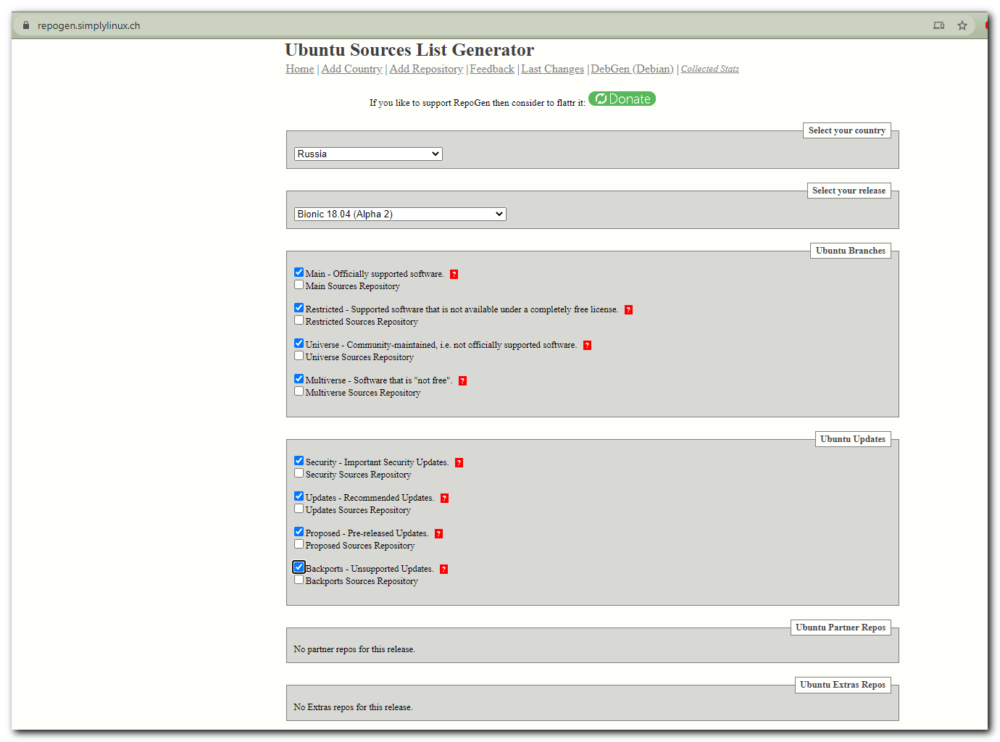 repogen.simplylinux.ch
Ubuntu Sources List Generator
Home | Add Country | Add Repository | Feedback | Last Changes | DebGen (Debian) | Collected Stats
If you like to support RepoGen then consider to flattr it: Donate
Select your country
Russia
Select your release
Bionic 18.04 (Alpha 2)
Ubuntu Branches
Main - Officially supported software. ?
Main Sources Repository
Restricted - Supported software that is not available under a completely free license. ?
Restricted Sources Repository
Universe - Community-maintained, i.e. not officially supported software. ?
Universe Sources Repository
Multiverse - Software that is "not free". ?
Multiverse Sources Repository
Ubuntu Updates
Security - Important Security Updates. ?
Security Sources Repository
Updates - Recommended Updates. ?
Updates Sources Repository
Proposed - Pre-released Updates. ?
Proposed Sources Repository
Backports - Unsupported Updates. ?
Backports Sources Repository
Ubuntu Partner Repos
No partner repos for this release.
Ubuntu Extras Repos
No Extras repos for this release.